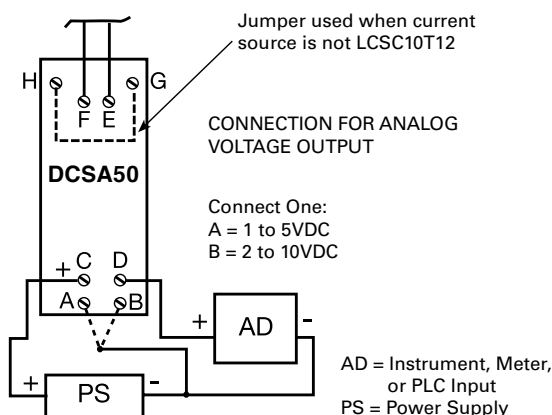 Jumper used when current
source is not LCSC10T12
H
G
F E
CONNECTION FOR ANALOG
VOLTAGE OUTPUT
DCSA50
Connect One:
A = 1 to 5VDC
B = 2 to 10VDC
+ C D
A B
+ AD -
+ PS -
AD = Instrument, Meter,
or PLC Input
PS = Power Supply